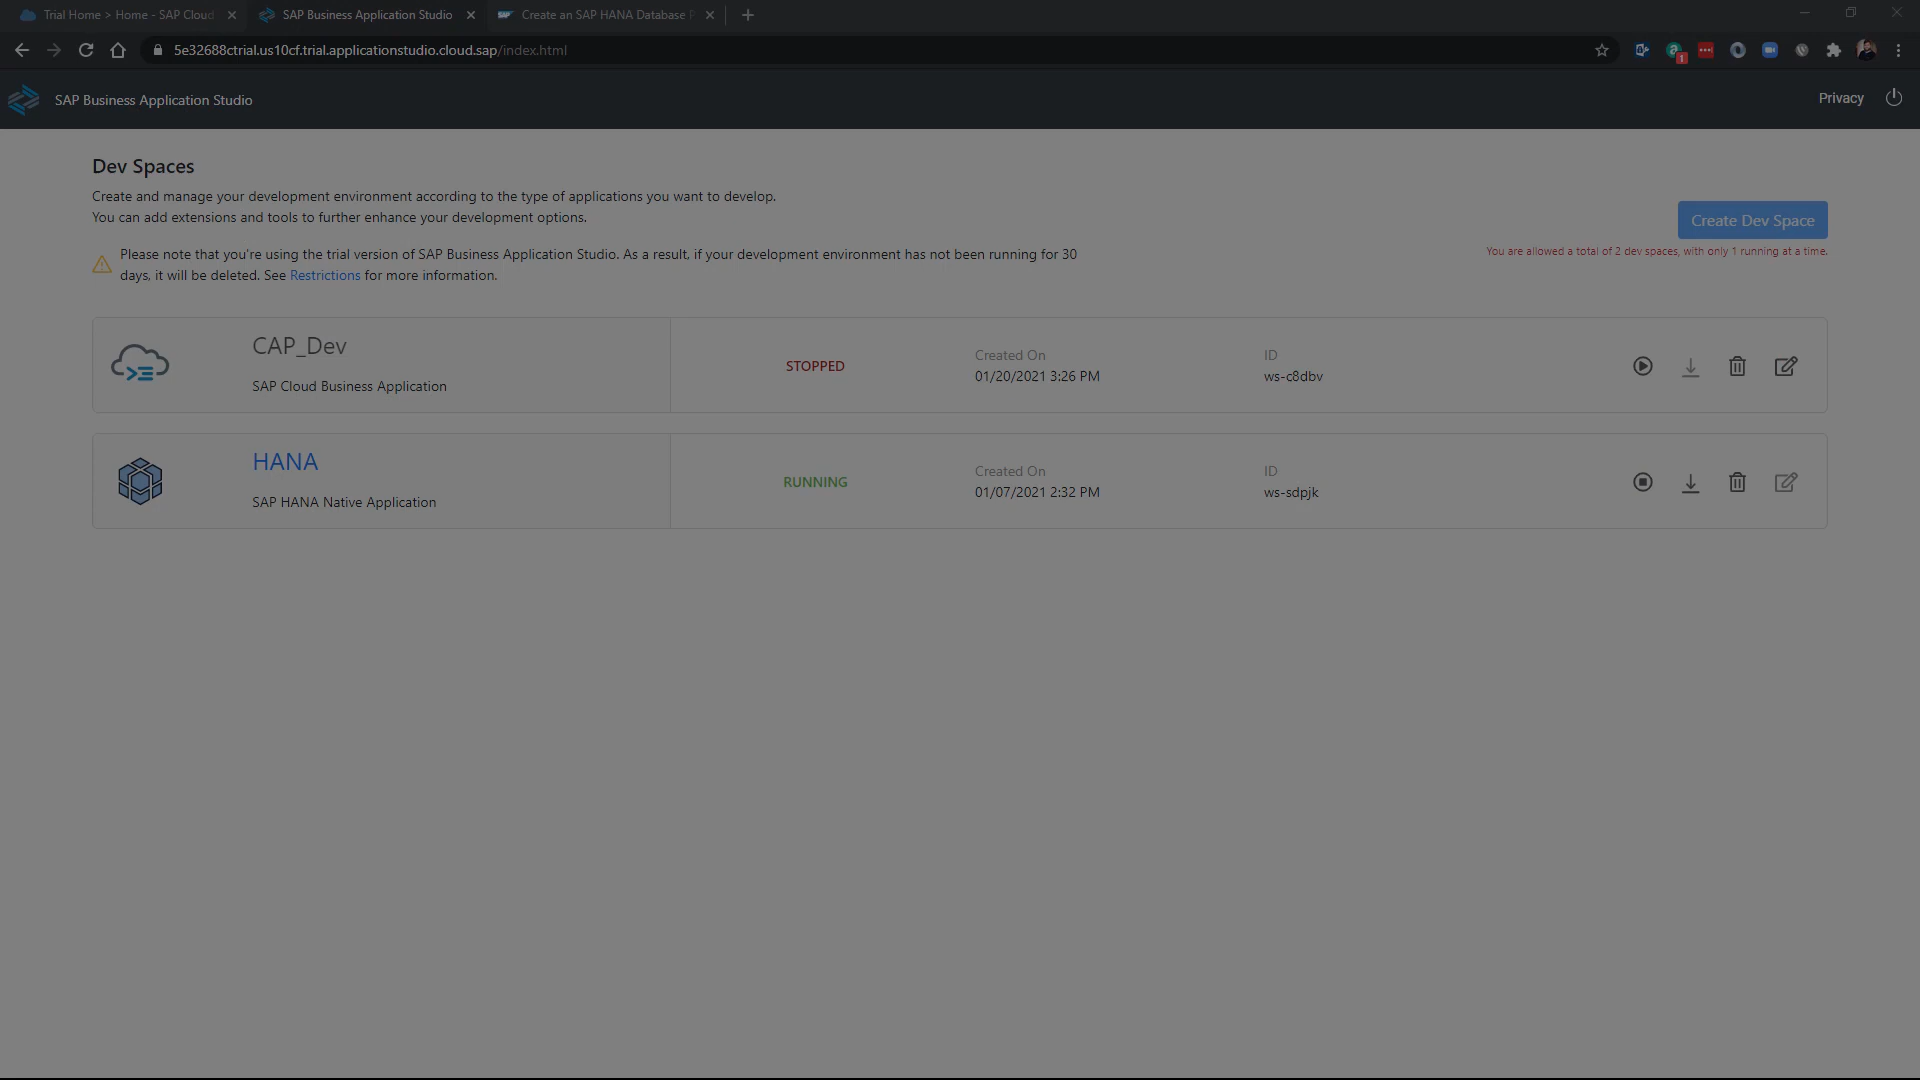 Trial Home > Home - SAP Cloud
SAP Business Application Studio
Create an SAP HANA Database P
5e32688ctrial.us10cf.trial.applicationstudio.cloud.sap/index.html
1
SAP Business Application Studio
Privacy
Dev Spaces
Create and manage your development environment according to the type of applications you want to develop.
You can add extensions and tools to further enhance your development options.
Create Dev Space
You are allowed a total of 2 dev spaces, with only 1 running at a time.
Please note that you're using the trial version of SAP Business Application Studio. As a result, if your development environment has not been running for 30
days, it will be deleted. See Restrictions for more information.
CAP_Dev
SAP Cloud Business Application
STOPPED
Created On
01/20/2021 3:26 PM
ID
ws-c8dbv
HANA
SAP HANA Native Application
RUNNING
Created On
01/07/2021 2:32 PM
ID
ws-sdpjk